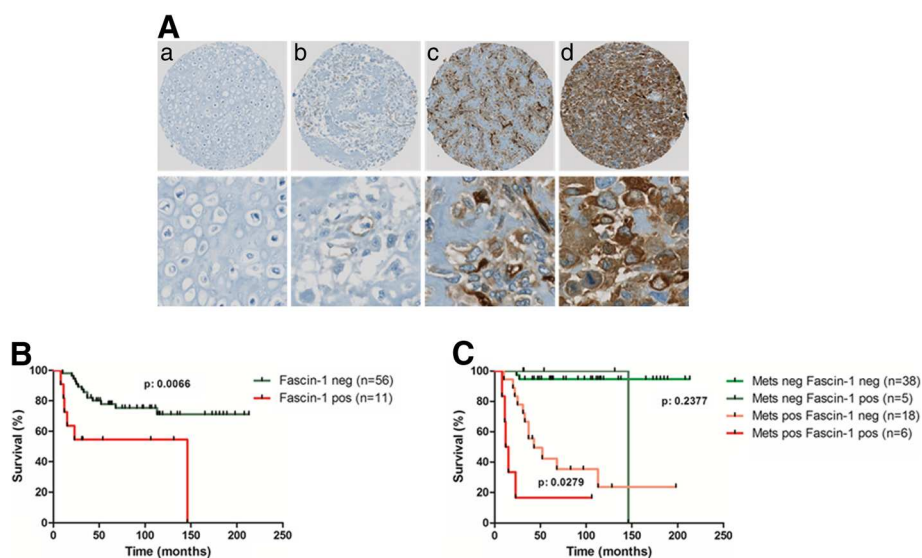 A
a b c d
B
100
80
60
40
20
0
Survival (%)
0 50 100 150 200 250
Time (months)
p: 0.0066
Fascin-1 neg (n=56)
Fascin-1 pos (n=11)
C
100
80
60
40
20
0
Survival (%)
0 50 100 150 200 250
Time (months)
p: 0.2377
p: 0.0279
Mets neg Fascin-1 neg (n=38)
Mets neg Fascin-1 pos (n=5)
Mets pos Fascin-1 neg (n=18)
Mets pos Fascin-1 pos (n=6)